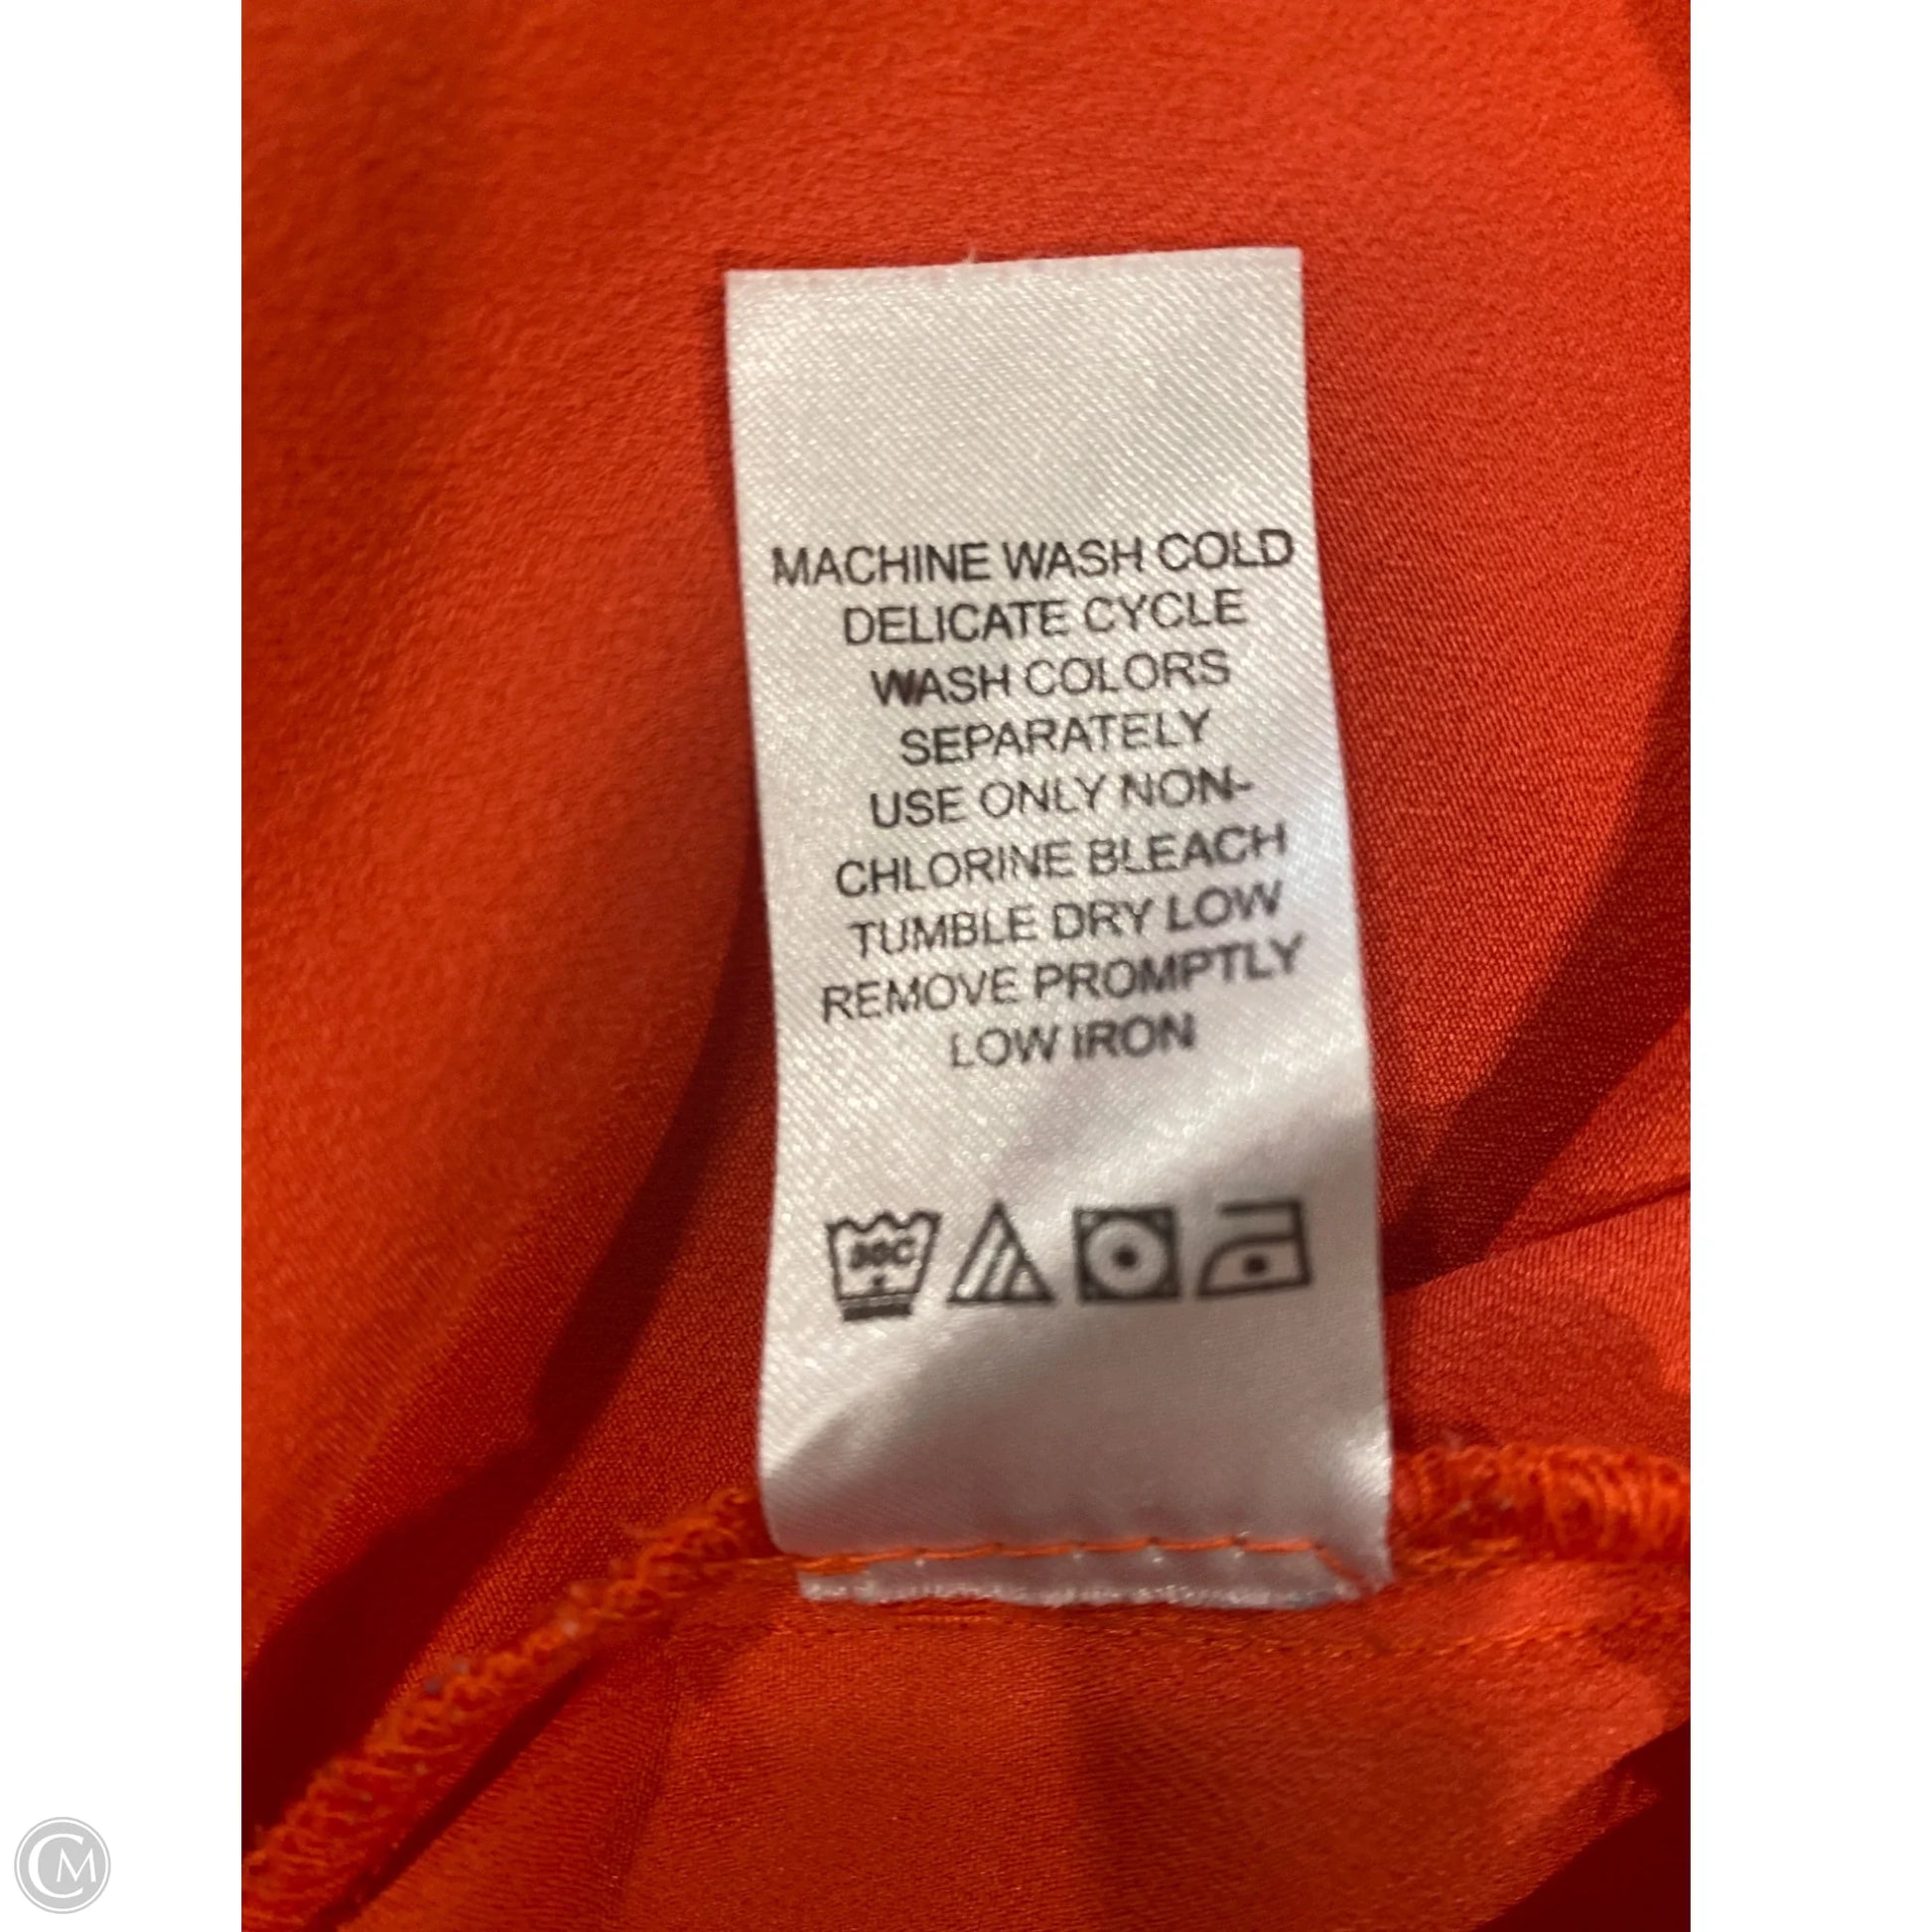 MACHINE WASH COLD
DELICATE CYCLE
WASH COLORS
SEPARATELY
USE ONLY NON-
CHLORINE BLEACH
TUMBLE DRY LOW
REMOVE PROMPTLY
LOW IRON
CM